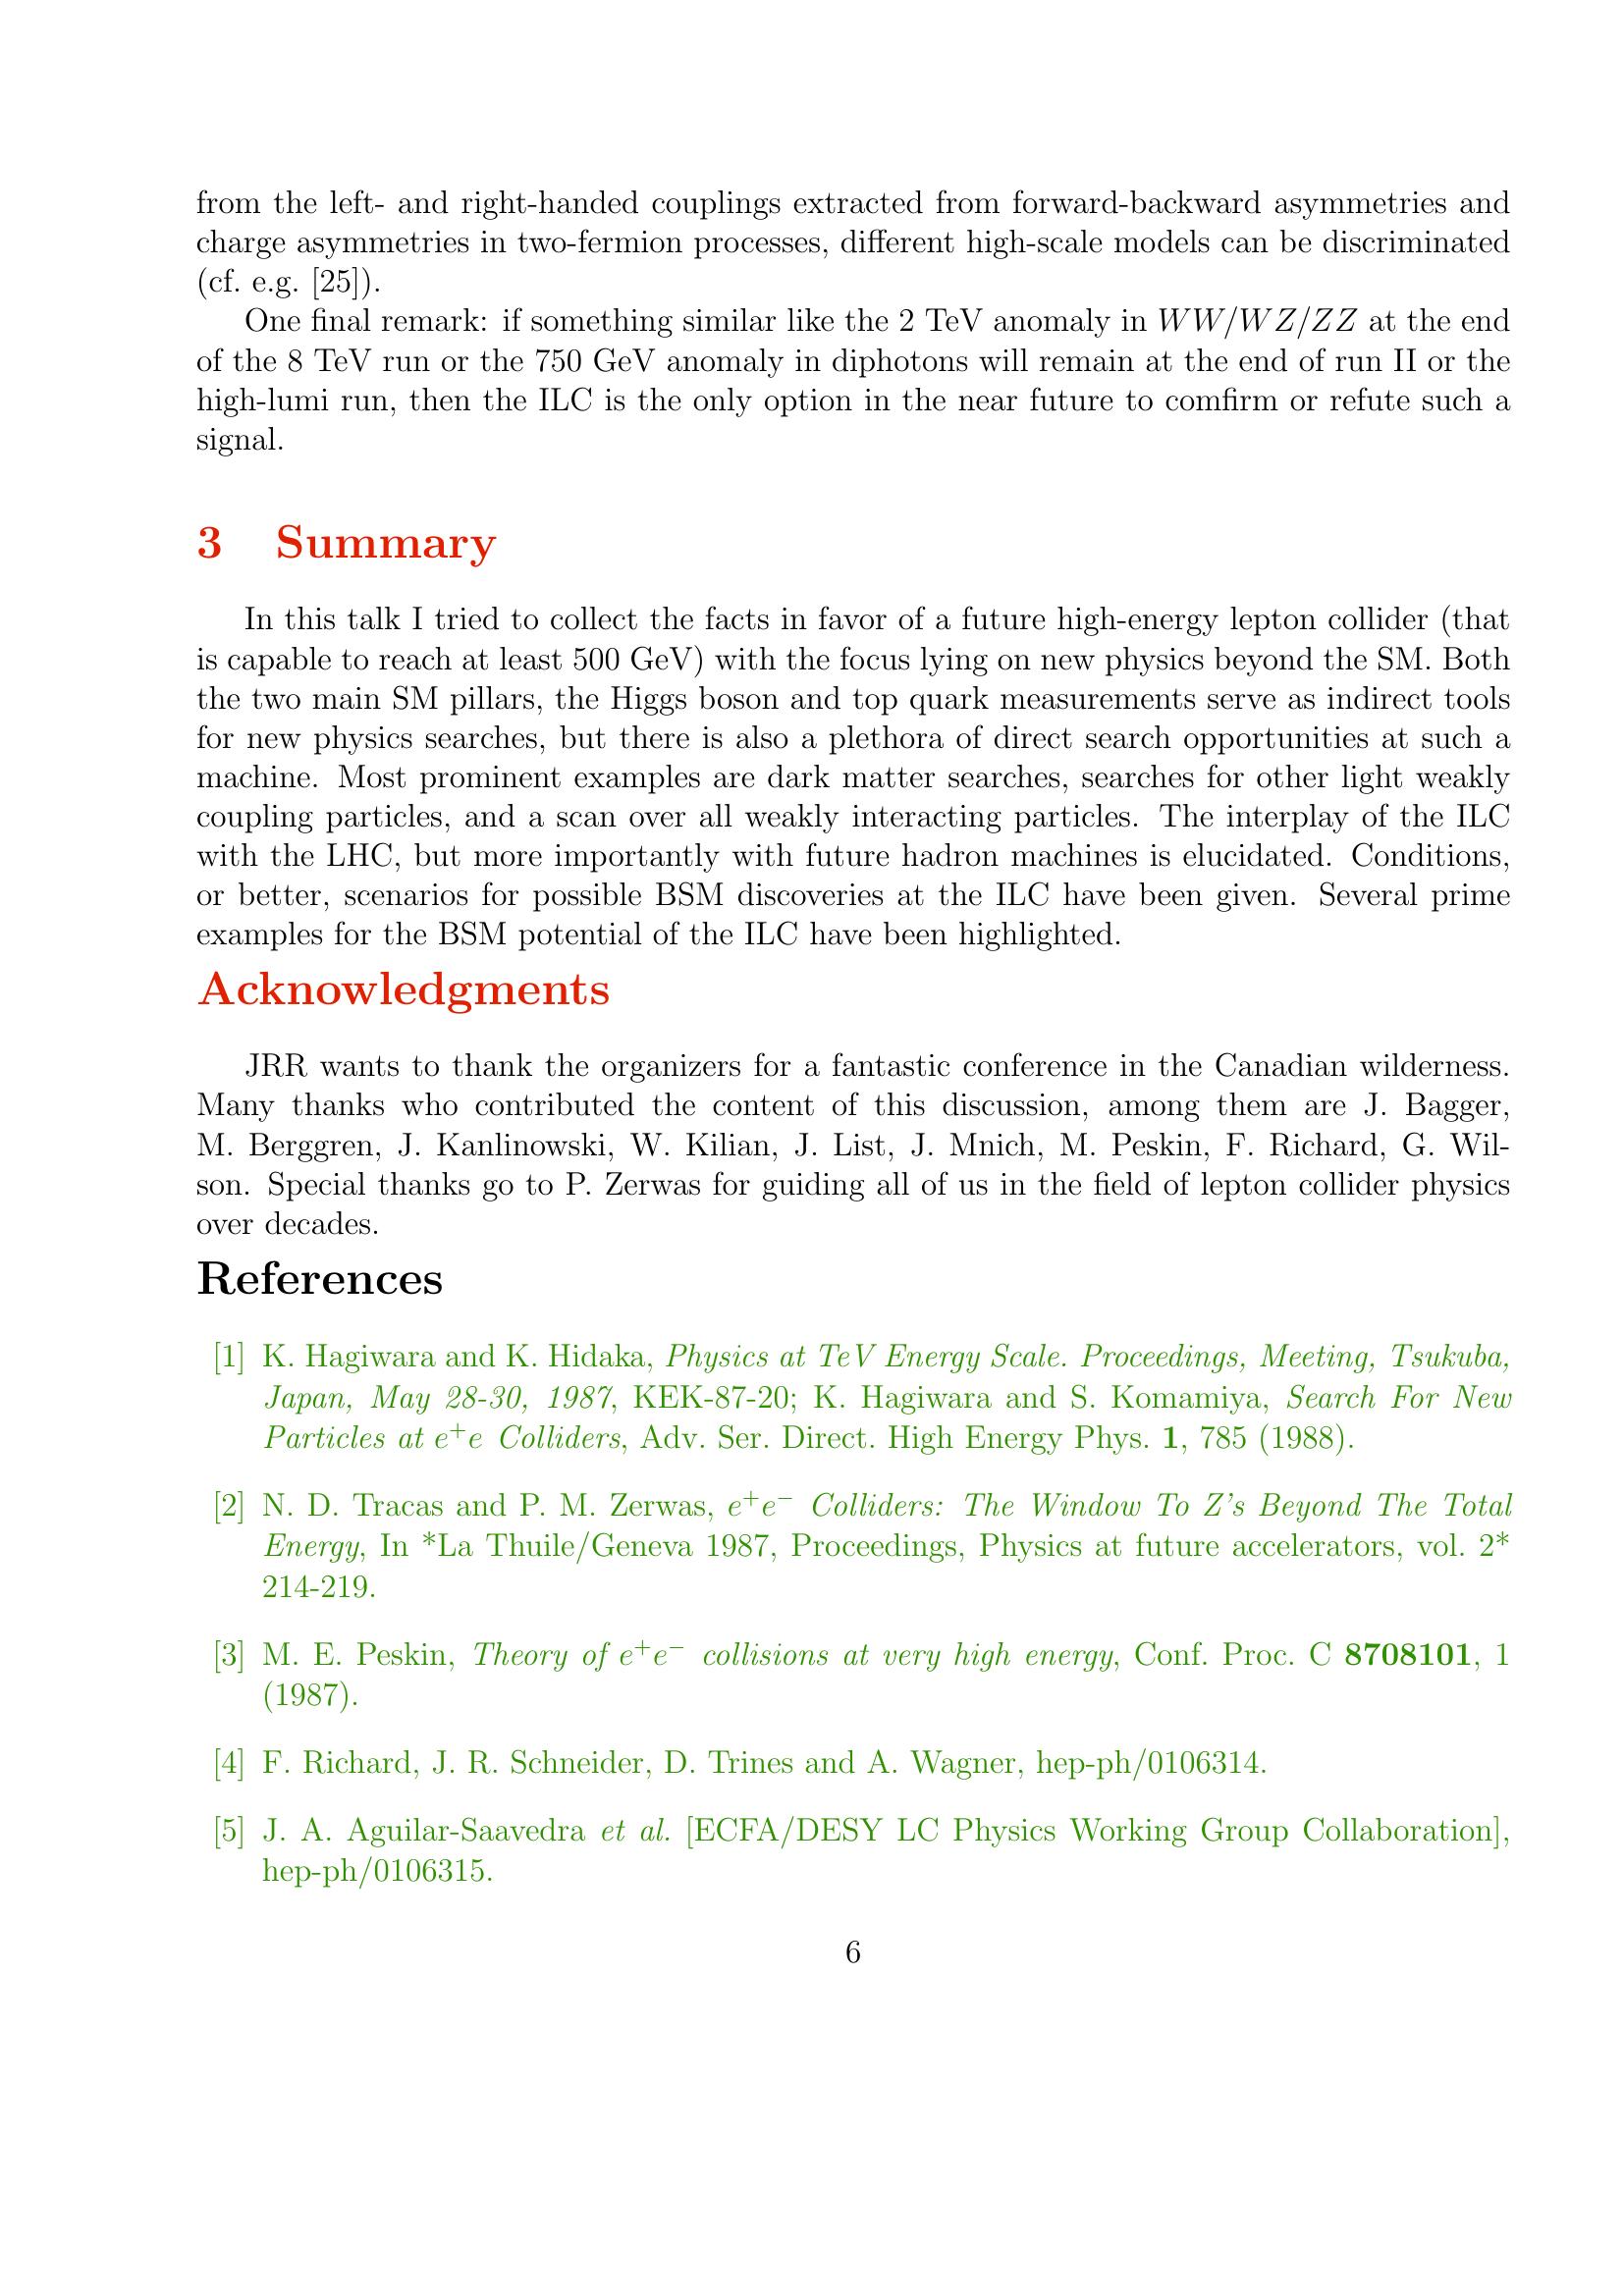 from the left- and right-handed couplings extracted from forward-backward asymmetries and
charge asymmetries in two-fermion processes, different high-scale models can be discriminated
(cf. e.g. [25]).
One final remark: if something similar like the 2 TeV anomaly in WW/WZ/ZZ at the end
of the 8 TeV run or the 750 GeV anomaly in diphotons will remain at the end of run II or the
high-lumi run, then the ILC is the only option in the near future to comfirm or refute such a
signal.
3 Summary
In this talk I tried to collect the facts in favor of a future high-energy lepton collider (that
is capable to reach at least 500 GeV) with the focus lying on new physics beyond the SM. Both
the two main SM pillars, the Higgs boson and top quark measurements serve as indirect tools
for new physics searches, but there is also a plethora of direct search opportunities at such a
machine. Most prominent examples are dark matter searches, searches for other light weakly
coupling particles, and a scan over all weakly interacting particles. The interplay of the ILC
with the LHC, but more importantly with future hadron machines is elucidated. Conditions,
or better, scenarios for possible BSM discoveries at the ILC have been given. Several prime
examples for the BSM potential of the ILC have been highlighted.
Acknowledgments
JRR wants to thank the organizers for a fantastic conference in the Canadian wilderness.
Many thanks who contributed the content of this discussion, among them are J. Bagger,
M. Berggren, J. Kanlinowski, W. Kilian, J. List, J. Mnich, M. Peskin, F. Richard, G. Wil-
son. Special thanks go to P. Zerwas for guiding all of us in the field of lepton collider physics
over decades.
References
[1] K. Hagiwara and K. Hidaka, Physics at TeV Energy Scale. Proceedings, Meeting, Tsukuba,
Japan, May 28-30, 1987, KEK-87-20; K. Hagiwara and S. Komamiya, Search For New
Particles at e⁺e Colliders, Adv. Ser. Direct. High Energy Phys. 1, 785 (1988).
[2] N. D. Tracas and P. M. Zerwas, e⁺e⁻ Colliders: The Window To Z's Beyond The Total
Energy, In *La Thuile/Geneva 1987, Proceedings, Physics at future accelerators, vol. 2*
214-219.
[3] M. E. Peskin, Theory of e⁺e⁻ collisions at very high energy, Conf. Proc. C 8708101, 1
(1987).
[4] F. Richard, J. R. Schneider, D. Trines and A. Wagner, hep-ph/0106314.
[5] J. A. Aguilar-Saavedra et al. [ECFA/DESY LC Physics Working Group Collaboration],
hep-ph/0106315.
6